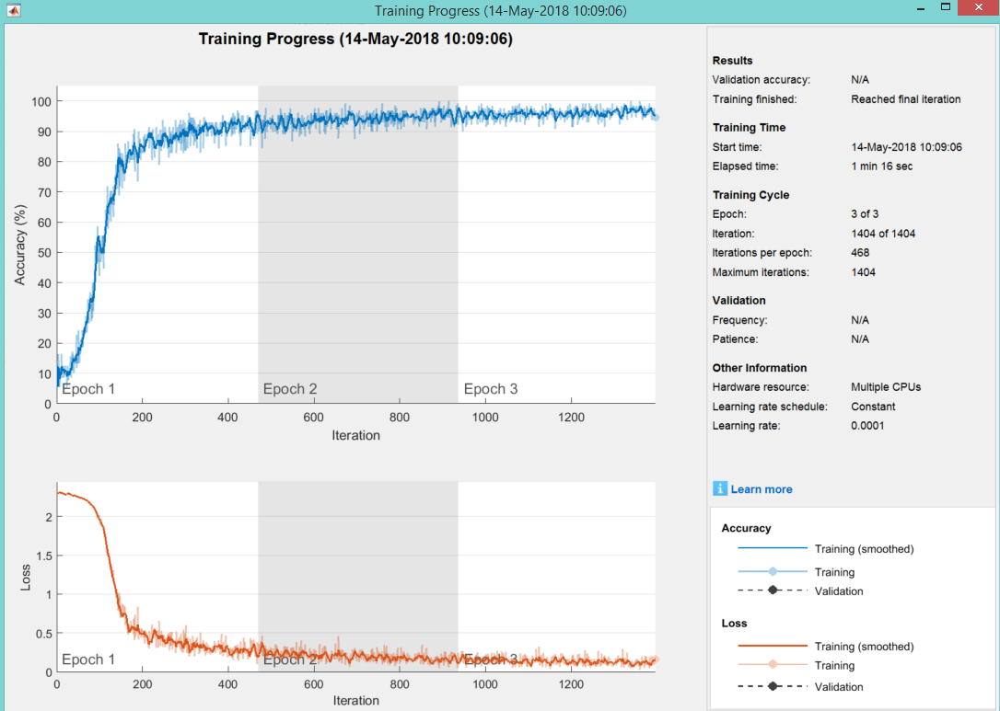 Training Progress (14-May-2018 10:09:06)
Training Progress (14-May-2018 10:09:06)
Accuracy (%)
100
90
80
70
60
50
40
30
20
10
0
Epoch 1
Epoch 2
Epoch 3
0 200 400 600 800 1000 1200
Iteration
Loss
2
1.5
1
0.5
0
Epoch 1
Epoch 2
Epoch 3
0 200 400 600 800 1000 1200
Iteration
Results
Validation accuracy: N/A
Training finished: Reached final iteration
Training Time
Start time: 14-May-2018 10:09:06
Elapsed time: 1 min 16 sec
Training Cycle
Epoch: 3 of 3
Iteration: 1404 of 1404
Iterations per epoch: 468
Maximum iterations: 1404
Validation
Frequency: N/A
Patience: N/A
Other Information
Hardware resource: Multiple CPUs
Learning rate schedule: Constant
Learning rate: 0.0001
i Learn more
Accuracy
Training (smoothed)
Training
Validation
Loss
Training (smoothed)
Training
Validation